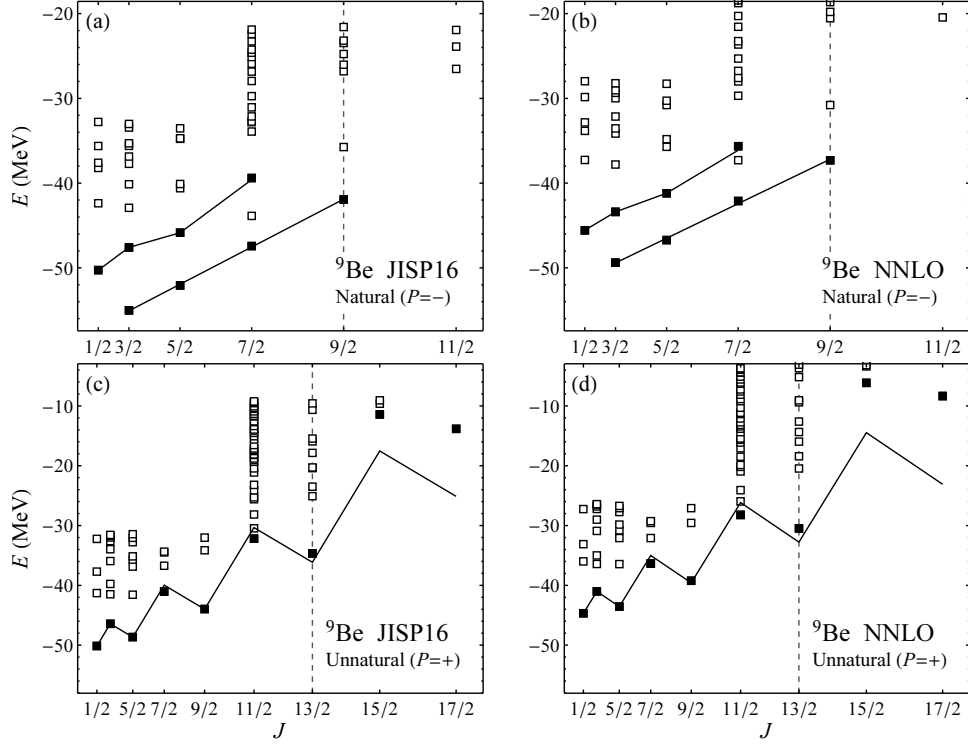 (a)
−20
−30
−40
−50
E (MeV)
⁹Be JISP16
Natural (P=−)
1/2 3/2 5/2 7/2 9/2 11/2
(b)
−20
−30
−40
−50
⁹Be NNLO
Natural (P=−)
1/2 3/2 5/2 7/2 9/2 11/2
(c)
−10
−20
−30
−40
−50
E (MeV)
⁹Be JISP16
Unnatural (P=+)
1/2 5/2 7/2 9/2 11/2 13/2 15/2 17/2
J
(d)
−10
−20
−30
−40
−50
⁹Be NNLO
Unnatural (P=+)
1/2 5/2 7/2 9/2 11/2 13/2 15/2 17/2
J